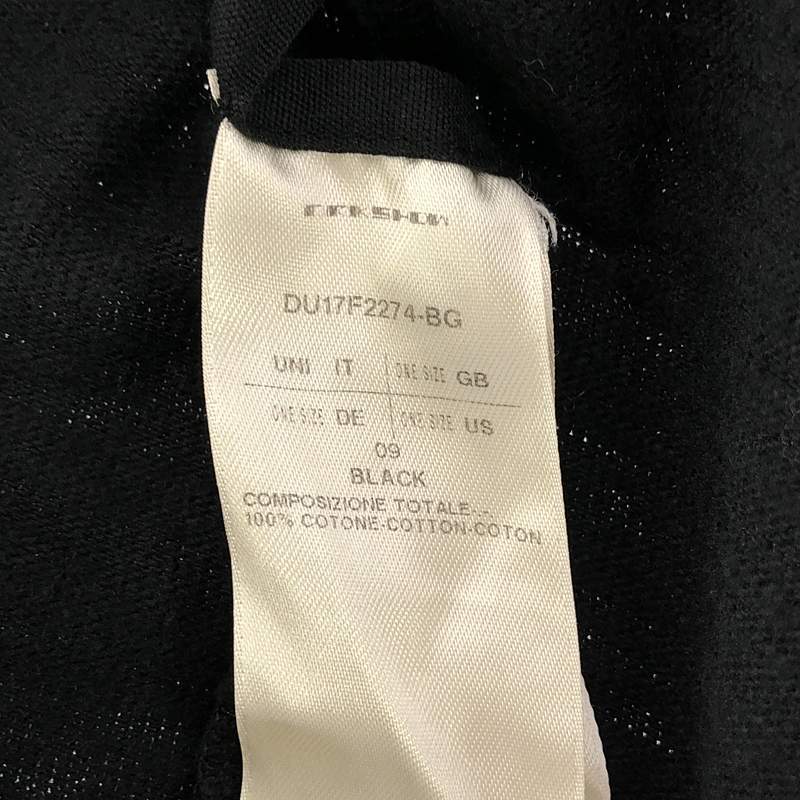 DRKSHDW
DU17F2274-BG
UNI IT ONE SIZE GB
ONE SIZE DE ONE SIZE US
09
BLACK
COMPOSIZIONE TOTALE-.-
100% COTONE-COTTON-COTON